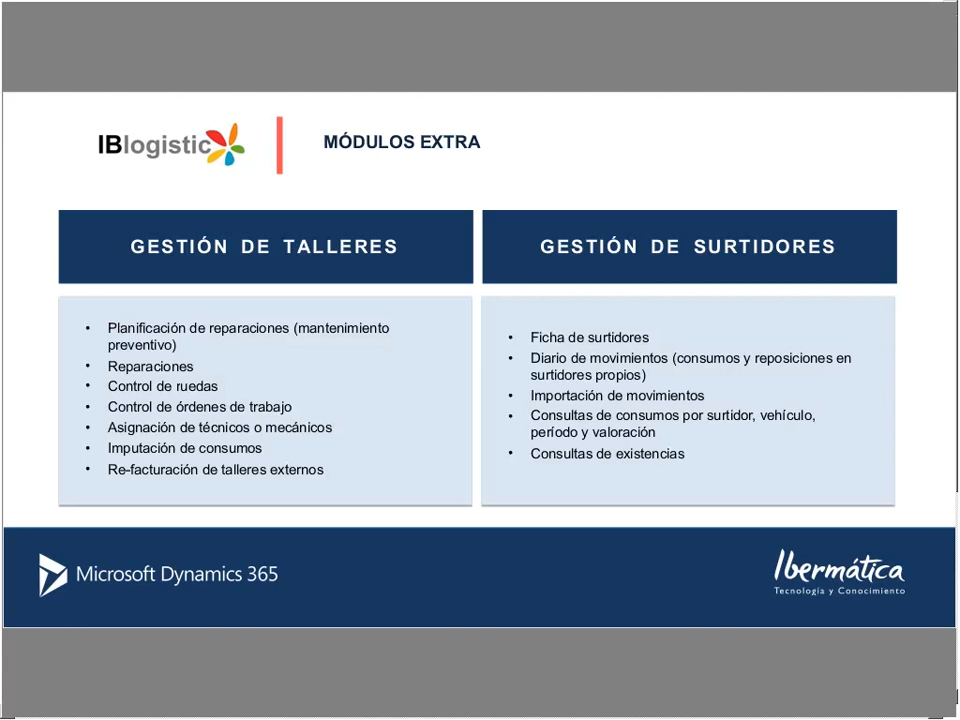 IBlogistic
MÓDULOS EXTRA
GESTIÓN DE TALLERES
• Planificación de reparaciones (mantenimiento
preventivo)
• Reparaciones
• Control de ruedas
• Control de órdenes de trabajo
• Asignación de técnicos o mecánicos
• Imputación de consumos
• Re-facturación de talleres externos
GESTIÓN DE SURTIDORES
• Ficha de surtidores
• Diario de movimientos (consumos y reposiciones en
surtidores propios)
• Importación de movimientos
• Consultas de consumos por surtidor, vehículo,
período y valoración
• Consultas de existencias
Microsoft Dynamics 365
Ibermática
Tecnología y Conocimiento